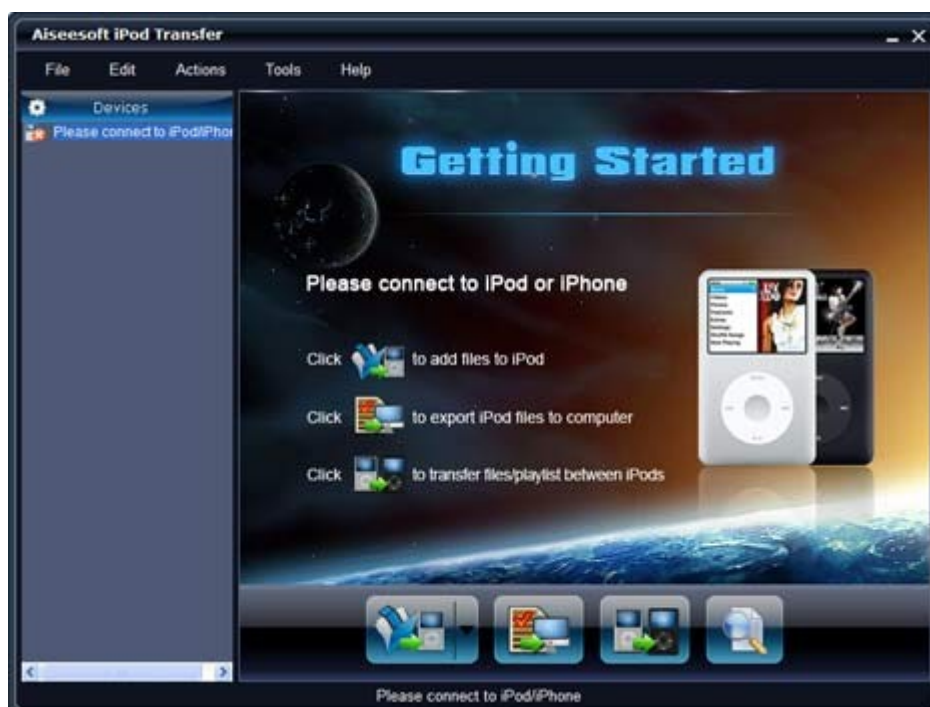 Aiseesoft iPod Transfer
File Edit Actions Tools Help
Devices
Please connect to iPod/iPhon
Getting Started
Please connect to iPod or iPhone
Click to add files to iPod
Click to export iPod files to computer
Click to transfer files/playlist between iPods
Please connect to iPod/iPhone